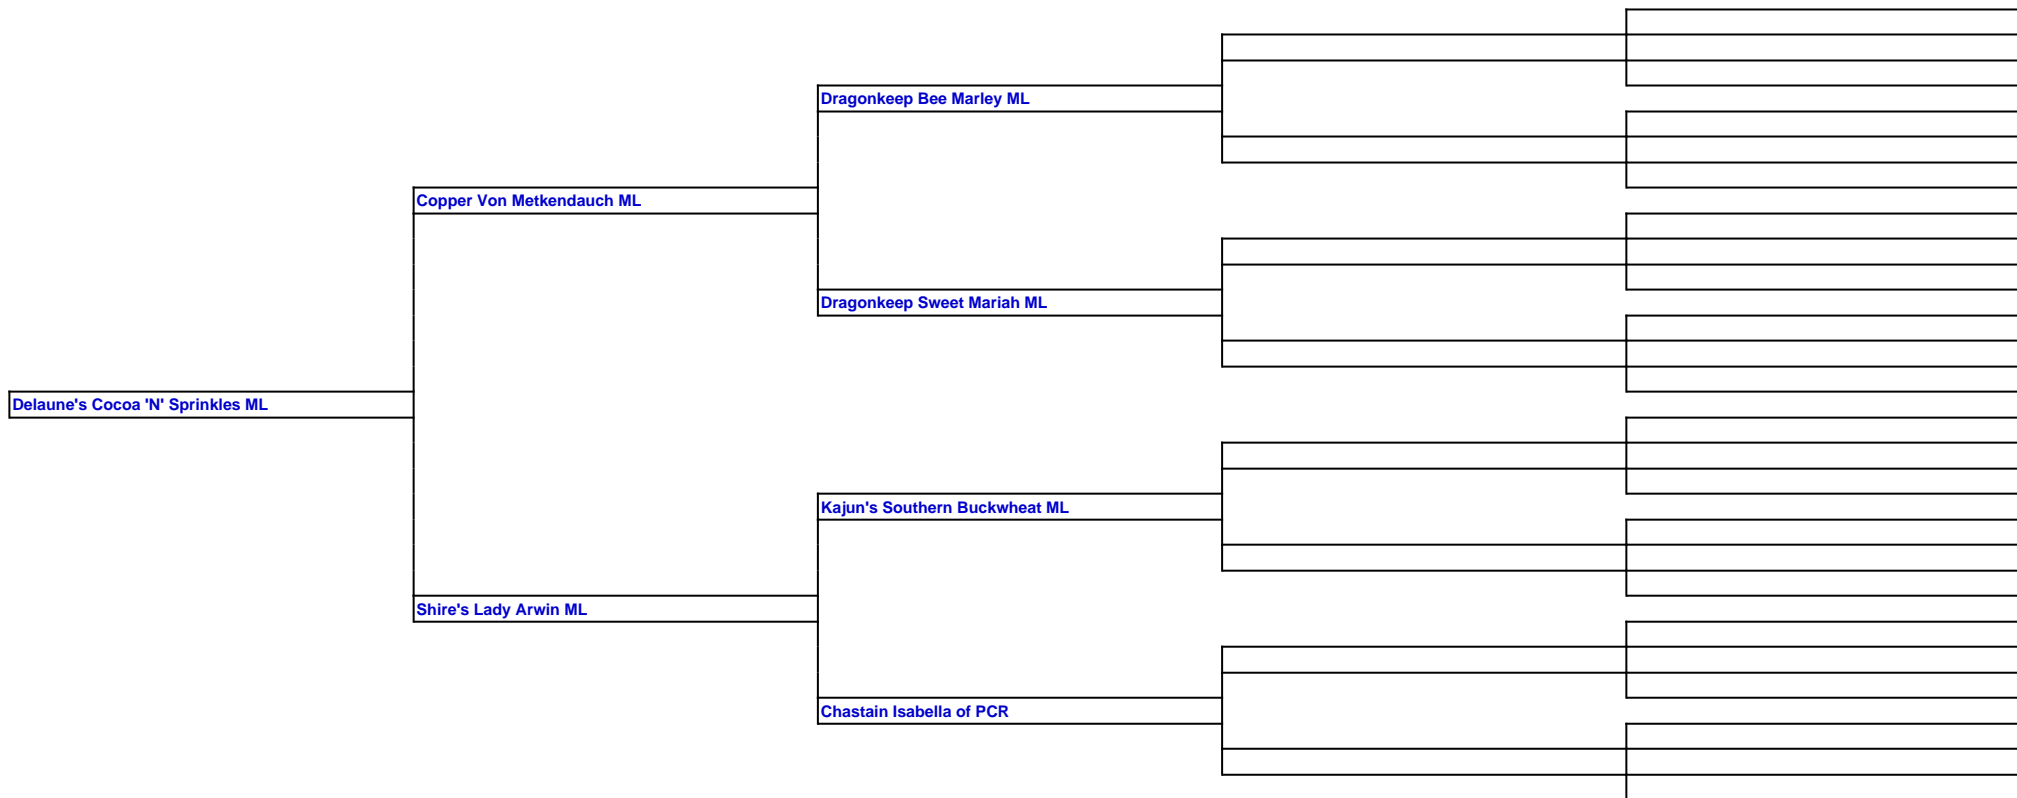 Dragonkeep Bee Marley ML
Copper Von Metkendauch ML
Dragonkeep Sweet Mariah ML
Delaune's Cocoa 'N' Sprinkles ML
Kajun's Southern Buckwheat ML
Shire's Lady Arwin ML
Chastain Isabella of PCR